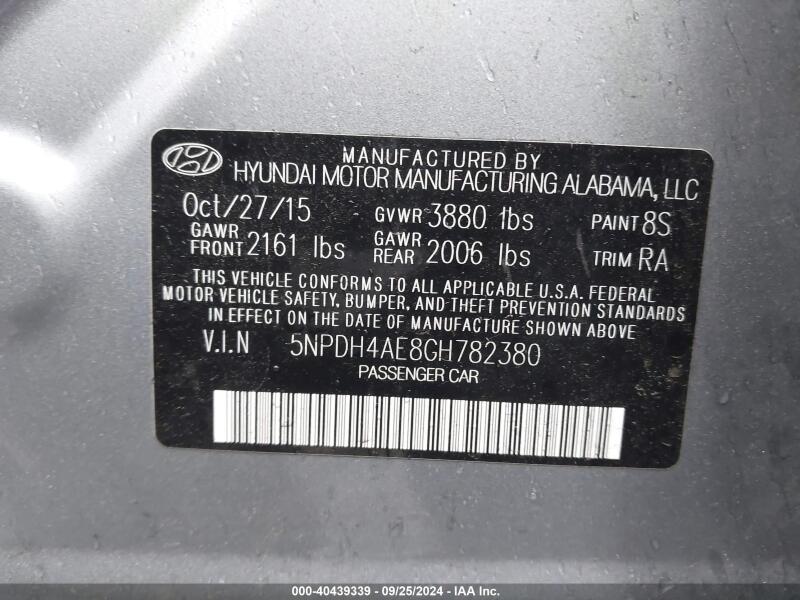 MANUFACTURED BY
HYUNDAI MOTOR MANUFACTURING ALABAMA, LLC
Oct/27/15 GVWR 3880 lbs PAINT 8S
GAWR FRONT 2161 lbs GAWR REAR 2006 lbs TRIM RA
THIS VEHICLE CONFORMS TO ALL APPLICABLE U.S.A. FEDERAL
MOTOR VEHICLE SAFETY, BUMPER, AND THEFT PREVENTION STANDARDS
IN EFFECT ON THE DATE OF MANUFACTURE SHOWN ABOVE.
V.I.N 5NPDH4AE8GH782380
PASSENGER CAR
000-40439339 - 09/25/2024 - IAA Inc.